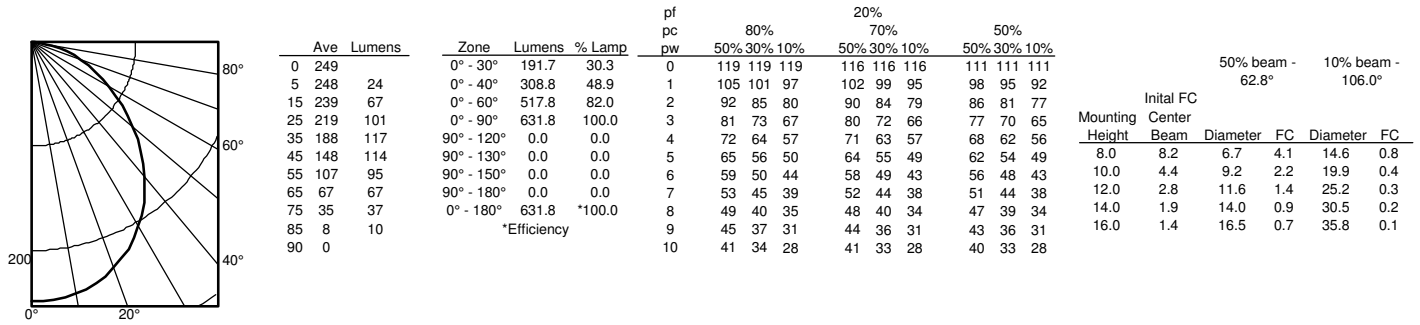 80°
60°
40°
20°
0°
200
Ave Lumens
0 249
5 248 24
15 239 67
25 219 101
35 188 117
45 148 114
55 107 95
65 67 67
75 35 37
85 8 10
90 0
Zone Lumens % Lamp
0° - 30° 191.7 30.3
0° - 40° 308.8 48.9
0° - 60° 517.8 82.0
0° - 90° 631.8 100.0
90° - 120° 0.0 0.0
90° - 130° 0.0 0.0
90° - 150° 0.0 0.0
90° - 180° 0.0 0.0
0° - 180° 631.8 *100.0
*Efficiency
pf 20%
pc 80% 70% 50%
pw 50% 30% 10% 50% 30% 10% 50% 30% 10%
0 119 119 119 116 116 116 111 111 111
1 105 101 97 102 99 95 98 95 92
2 92 85 80 90 84 79 86 81 77
3 81 73 67 80 72 66 77 70 65
4 72 64 57 71 63 57 68 62 56
5 65 56 50 64 55 49 62 54 49
6 59 50 44 58 49 43 56 48 43
7 53 45 39 52 44 38 51 44 38
8 49 40 35 48 40 34 47 39 34
9 45 37 31 44 36 31 43 36 31
10 41 34 28 41 33 28 40 33 28
50% beam - 10% beam -
62.8° 106.0°
Inital FC
Mounting Center
Height Beam Diameter FC Diameter FC
8.0 8.2 6.7 4.1 14.6 0.8
10.0 4.4 9.2 2.2 19.9 0.4
12.0 2.8 11.6 1.4 25.2 0.3
14.0 1.9 14.0 0.9 30.5 0.2
16.0 1.4 16.5 0.7 35.8 0.1